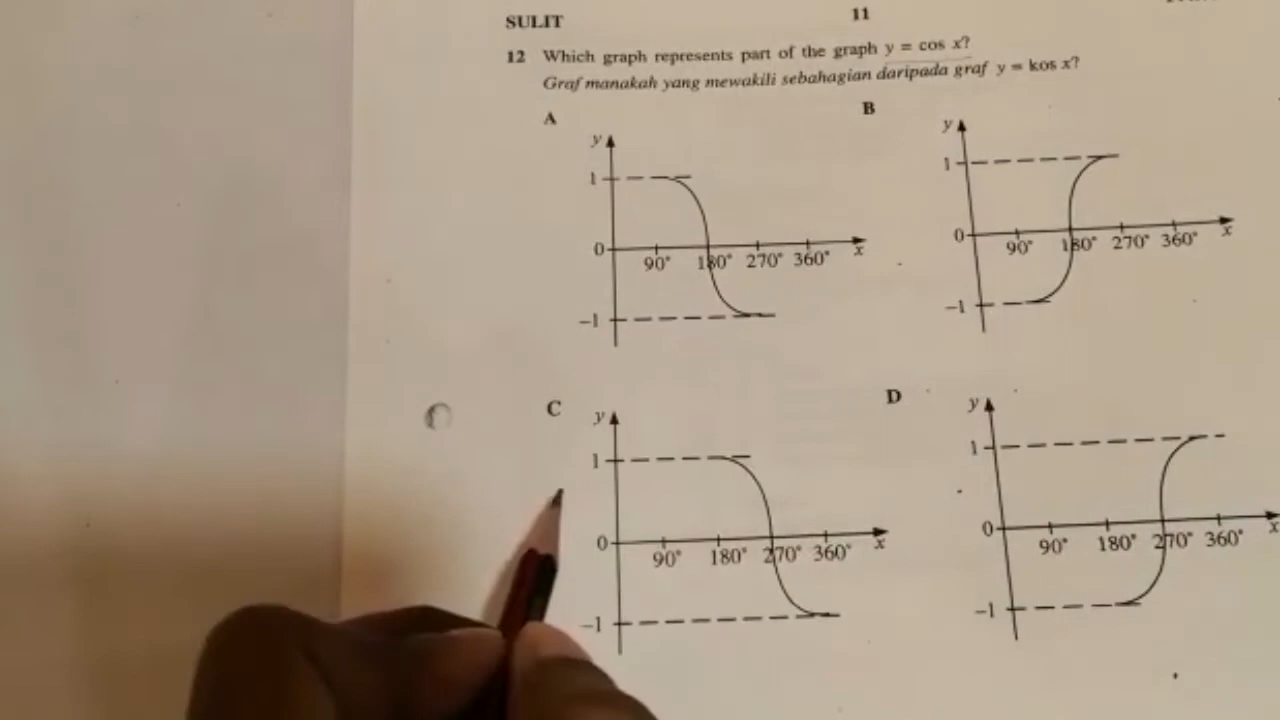 SULIT 11
12 Which graph represents part of the graph y = cos x?
Graf manakah yang mewakili sebahagian daripada graf y = kos x?
A
y
1
0
90° 180° 270° 360° x
−1
B
y
1
0
90° 180° 270° 360° x
−1
C
y
1
0
90° 180° 270° 360° x
−1
D
y
1
0
90° 180° 270° 360° x
−1